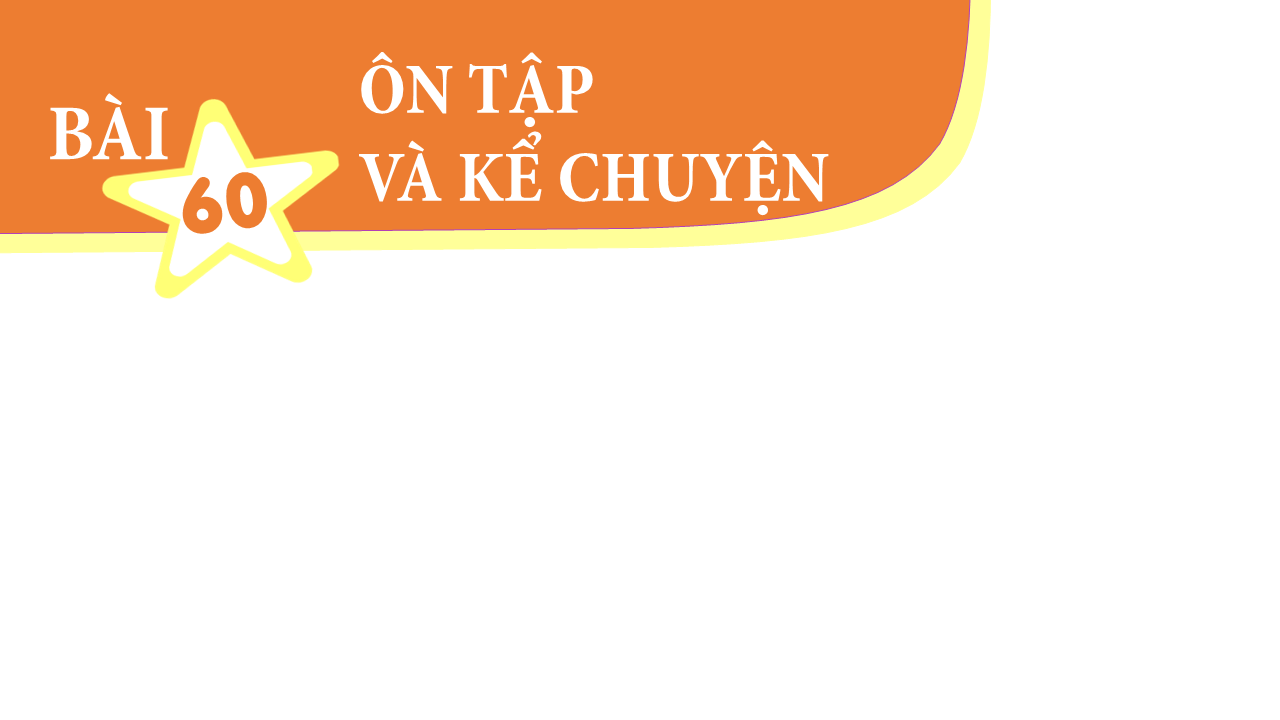 BÀI
60
ÔN TẬP
VÀ KỂ CHUYỆN